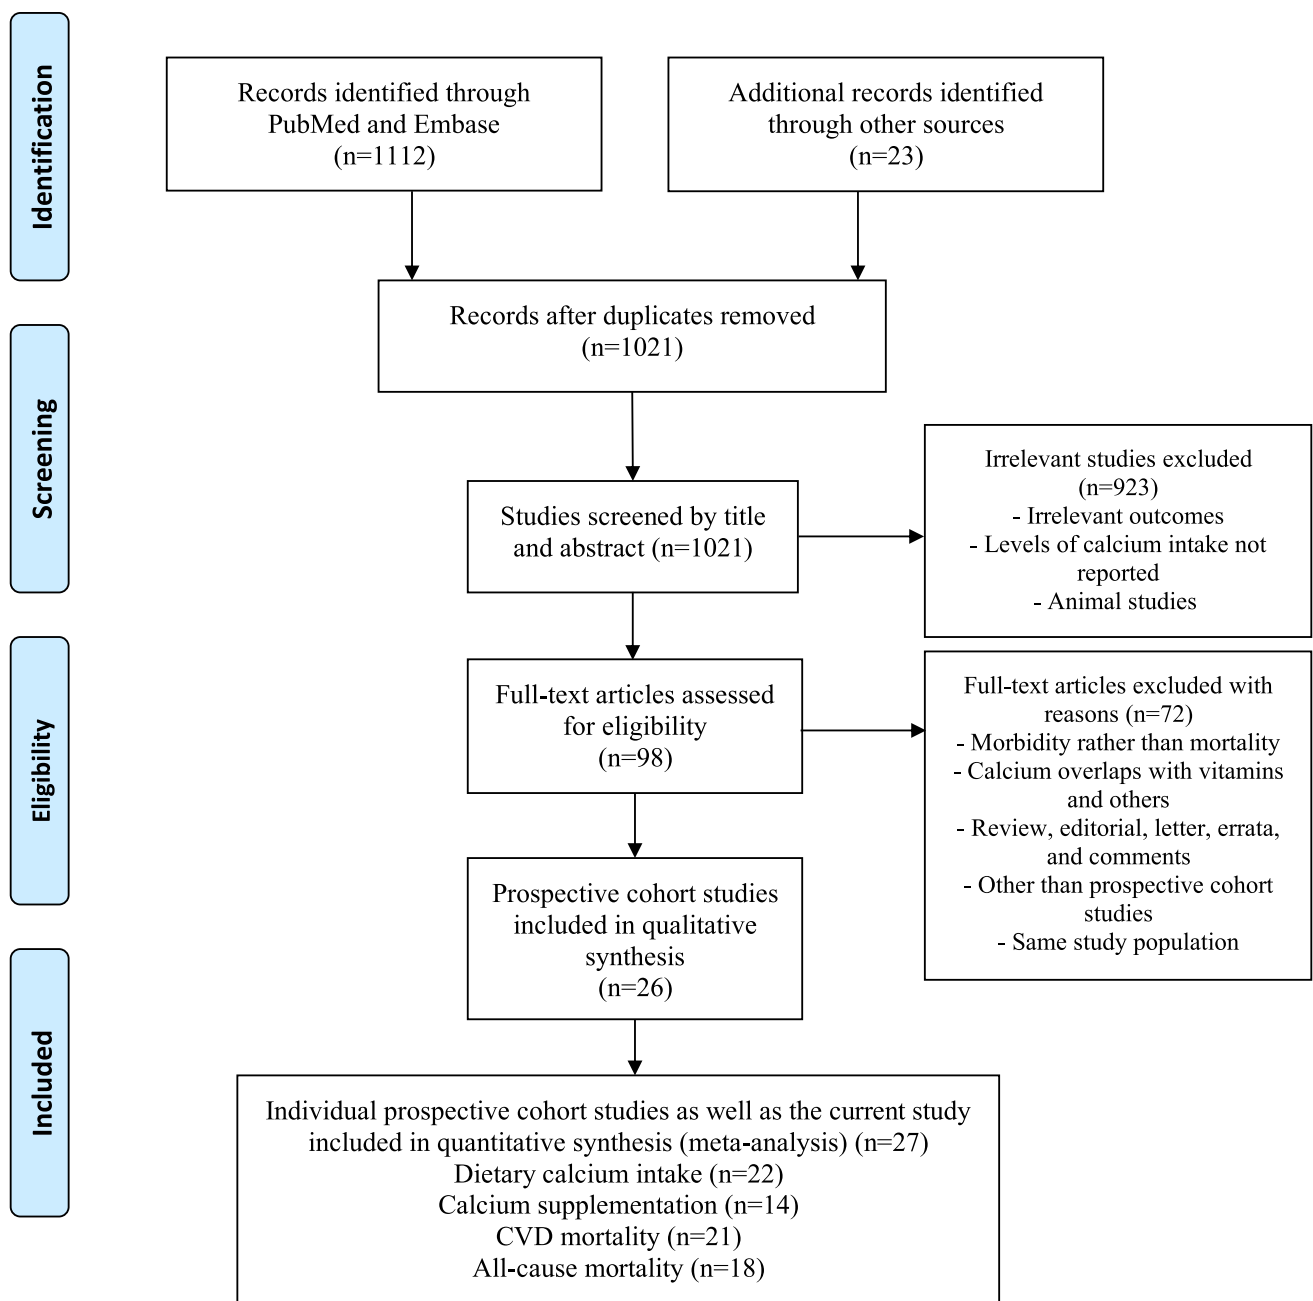 Identification
Records identified through
PubMed and Embase
(n=1112)
Additional records identified
through other sources
(n=23)
Records after duplicates removed
(n=1021)
Screening
Studies screened by title
and abstract (n=1021)
Irrelevant studies excluded
(n=923)
- Irrelevant outcomes
- Levels of calcium intake not
reported
- Animal studies
Eligibility
Full-text articles assessed
for eligibility
(n=98)
Full-text articles excluded with
reasons (n=72)
- Morbidity rather than mortality
- Calcium overlaps with vitamins
and others
- Review, editorial, letter, errata,
and comments
- Other than prospective cohort
studies
- Same study population
Prospective cohort studies
included in qualitative
synthesis
(n=26)
Included
Individual prospective cohort studies as well as the current study
included in quantitative synthesis (meta-analysis) (n=27)
Dietary calcium intake (n=22)
Calcium supplementation (n=14)
CVD mortality (n=21)
All-cause mortality (n=18)